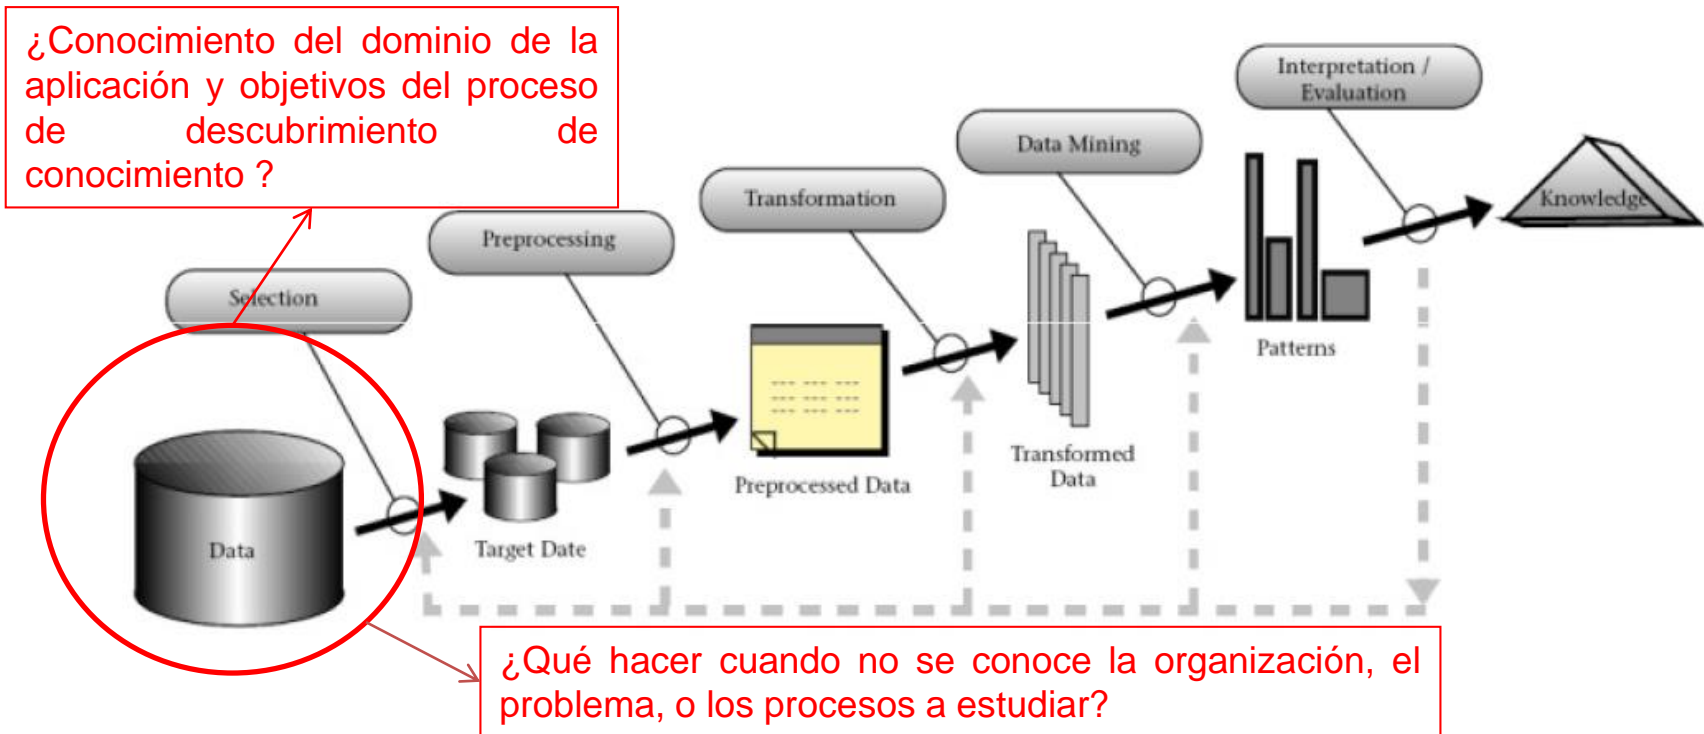 ¿Conocimiento del dominio de la
aplicación y objetivos del proceso
de descubrimiento de
conocimiento ?
Interpretation /
Evaluation
Data Mining
Transformation
Knowledge
Preprocessing
Selection
Patterns
Transformed
Data
Preprocessed Data
Target Date
Data
¿Qué hacer cuando no se conoce la organización, el
problema, o los procesos a estudiar?